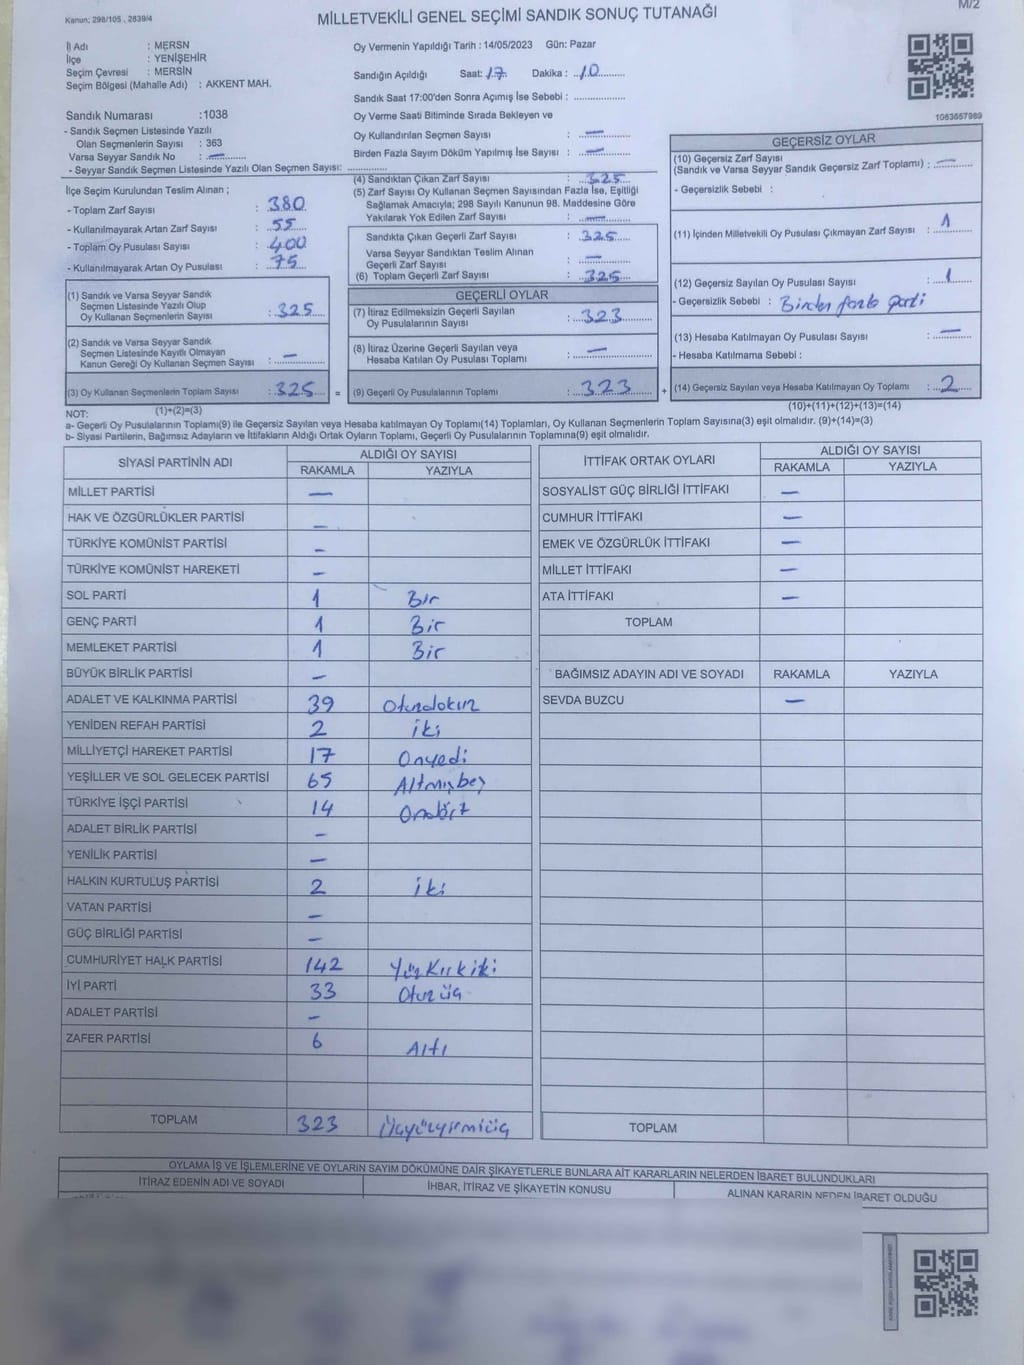 Kanun: 298/105 , 2839/4
MİLLETVEKİLİ GENEL SEÇİMİ SANDIK SONUÇ TUTANAĞI
M/2
İl Adı : MERSN
İlçe : YENİŞEHİR
Seçim Çevresi : MERSİN
Seçim Bölgesi (Mahalle Adı) : AKKENT MAH.
Oy Vermenin Yapıldığı Tarih : 14/05/2023 Gün: Pazar
Sandığın Açıldığı Saat: 17 Dakika : 10
Sandık Saat 17:00'den Sonra Açımış İse Sebebi :
Sandık Numarası :1038
- Sandık Seçmen Listesinde Yazılı
Olan Seçmenlerin Sayısı : 363
Varsa Seyyar Sandık No : —
- Seyyar Sandık Seçmen Listesinde Yazılı Olan Seçmen Sayısı:
Oy Verme Saati Bitiminde Sırada Bekleyen ve
Oy Kullandırılan Seçmen Sayısı : —
Birden Fazla Sayım Döküm Yapılmış İse Sayısı : —
1063657989
İlçe Seçim Kurulundan Teslim Alınan ;
- Toplam Zarf Sayısı : 380
- Kullanılmayarak Artan Zarf Sayısı : 55
- Toplam Oy Pusulası Sayısı : 400
- Kullanılmayarak Artan Oy Pusulası : 75
(1) Sandık ve Varsa Seyyar Sandık
Seçmen Listesinde Yazılı Olup
Oy Kullanan Seçmenlerin Sayısı : 325
(2) Sandık ve Varsa Seyyar Sandık
Seçmen Listesinde Kayıtlı Olmayan
Kanun Gereği Oy Kullanan Seçmen Sayısı : —
(3) Oy Kullanan Seçmenlerin Toplam Sayısı : 325 =
(1)+(2)=(3)
(4) Sandıktan Çıkan Zarf Sayısı : 325
(5) Zarf Sayısı Oy Kullanan Seçmen Sayısından Fazla İse, Eşitliği
Sağlamak Amacıyla; 298 Sayılı Kanunun 98. Maddesine Göre
Yakılarak Yok Edilen Zarf Sayısı : —
Sandıkta Çıkan Geçerli Zarf Sayısı : 325
Varsa Seyyar Sandıktan Teslim Alınan
Geçerli Zarf Sayısı : —
(6) Toplam Geçerli Zarf Sayısı : 325
GEÇERLİ OYLAR
(7) İtiraz Edilmeksizin Geçerli Sayılan
Oy Pusulalarının Sayısı : 323
(8) İtiraz Üzerine Geçerli Sayılan veya
Hesaba Katılan Oy Pusulası Toplamı : —
(9) Geçerli Oy Pusulalarının Toplamı : 323 +
GEÇERSİZ OYLAR
(10) Geçersiz Zarf Sayısı
(Sandık ve Varsa Seyyar Sandık Geçersiz Zarf Toplamı) : —
- Geçersizlik Sebebi :
(11) İçinden Milletvekili Oy Pusulası Çıkmayan Zarf Sayısı : 1
(12) Geçersiz Sayılan Oy Pusulası Sayısı : 1
- Geçersizlik Sebebi : Birden fazla parti
(13) Hesaba Katılmayan Oy Pusulası Sayısı : —
- Hesaba Katılmama Sebebi :
(14) Geçersiz Sayılan veya Hesaba Katılmayan Oy Toplamı : 2
(10)+(11)+(12)+(13)=(14)
NOT:
a- Geçerli Oy Pusulalarının Toplamı(9) ile Geçersiz Sayılan veya Hesaba katılmayan Oy Toplamı(14) Toplamları, Oy Kullanan Seçmenlerin Toplam Sayısına(3) eşit olmalıdır. (9)+(14)=(3)
b- Siyasi Partilerin, Bağımsız Adayların ve İttifakların Aldığı Ortak Oyların Toplamı, Geçerli Oy Pusulalarının Toplamına(9) eşit olmalıdır.
SİYASİ PARTİNİN ADI ALDIĞI OY SAYISI
RAKAMLA YAZIYLA
MİLLET PARTİSİ —
HAK VE ÖZGÜRLÜKLER PARTİSİ —
TÜRKİYE KOMÜNİST PARTİSİ —
TÜRKİYE KOMÜNİST HAREKETİ —
SOL PARTİ 1 Bir
GENÇ PARTİ 1 Bir
MEMLEKET PARTİSİ 1 Bir
BÜYÜK BİRLİK PARTİSİ —
ADALET VE KALKINMA PARTİSİ 39 Otuzdokuz
YENİDEN REFAH PARTİSİ 2 iki
MİLLİYETÇİ HAREKET PARTİSİ 17 Onyedi
YEŞİLLER VE SOL GELECEK PARTİSİ 65 Altmışbeş
TÜRKİYE İŞÇİ PARTİSİ 14 Ondört
ADALET BİRLİK PARTİSİ —
YENİLİK PARTİSİ —
HALKIN KURTULUŞ PARTİSİ 2 iki
VATAN PARTİSİ —
GÜÇ BİRLİĞİ PARTİSİ —
CUMHURİYET HALK PARTİSİ 142 YüzKırkiki
İYİ PARTİ 33 Otuzüç
ADALET PARTİSİ —
ZAFER PARTİSİ 6 Altı
TOPLAM 323 Üçyüzyirmiüç
İTTİFAK ORTAK OYLARI ALDIĞI OY SAYISI
RAKAMLA YAZIYLA
SOSYALİST GÜÇ BİRLİĞİ İTTİFAKI —
CUMHUR İTTİFAKI —
EMEK VE ÖZGÜRLÜK İTTİFAKI —
MİLLET İTTİFAKI —
ATA İTTİFAKI —
TOPLAM
BAĞIMSIZ ADAYIN ADI VE SOYADI RAKAMLA YAZIYLA
SEVDA BUZCU —
TOPLAM
OYLAMA İŞ VE İŞLEMLERİNE VE OYLARIN SAYIM DÖKÜMÜNE DAİR ŞİKAYETLERLE BUNLARA AİT KARARLARIN NELERDEN İBARET BULUNDUKLARI
İTİRAZ EDENİN ADI VE SOYADI İHBAR, İTİRAZ VE ŞİKAYETİN KONUSU ALINAN KARARIN NEDEN İBARET OLDUĞU